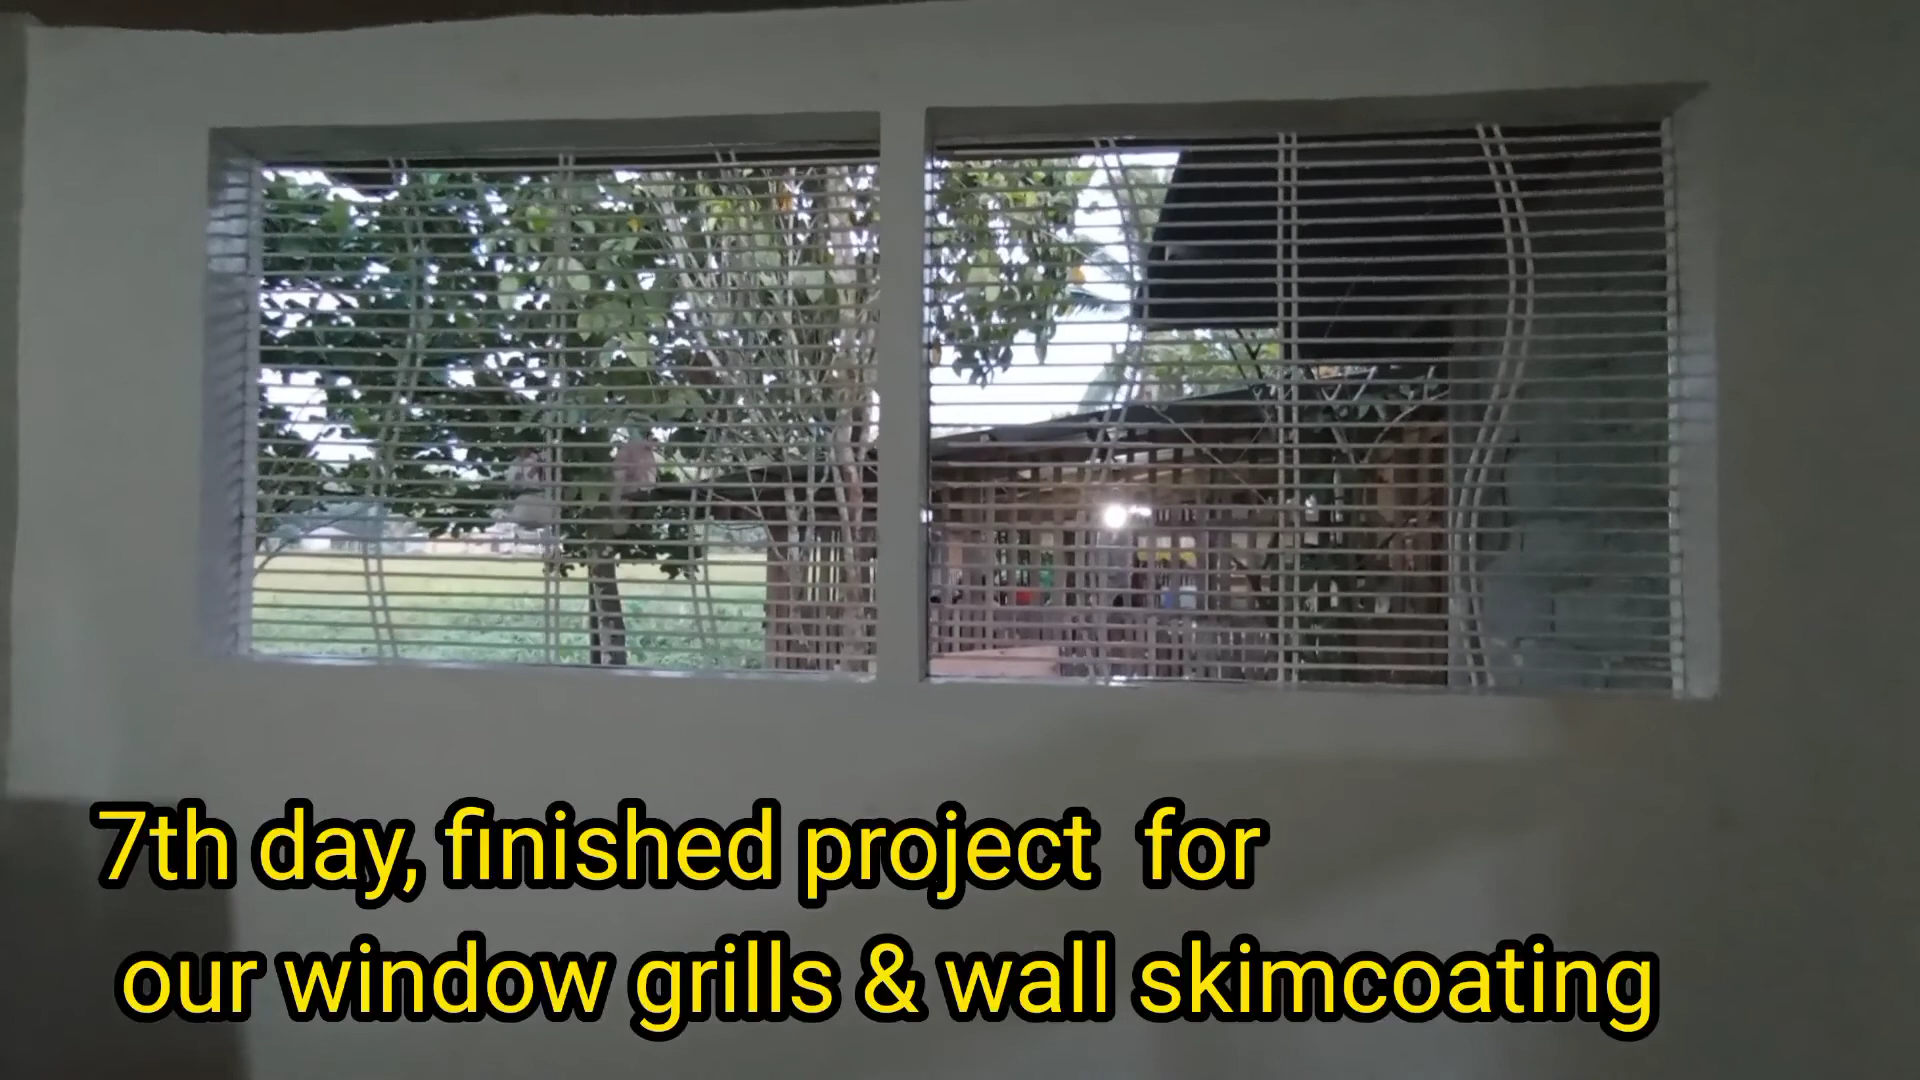 7th day, finished project  for
our window grills & wall skimcoating